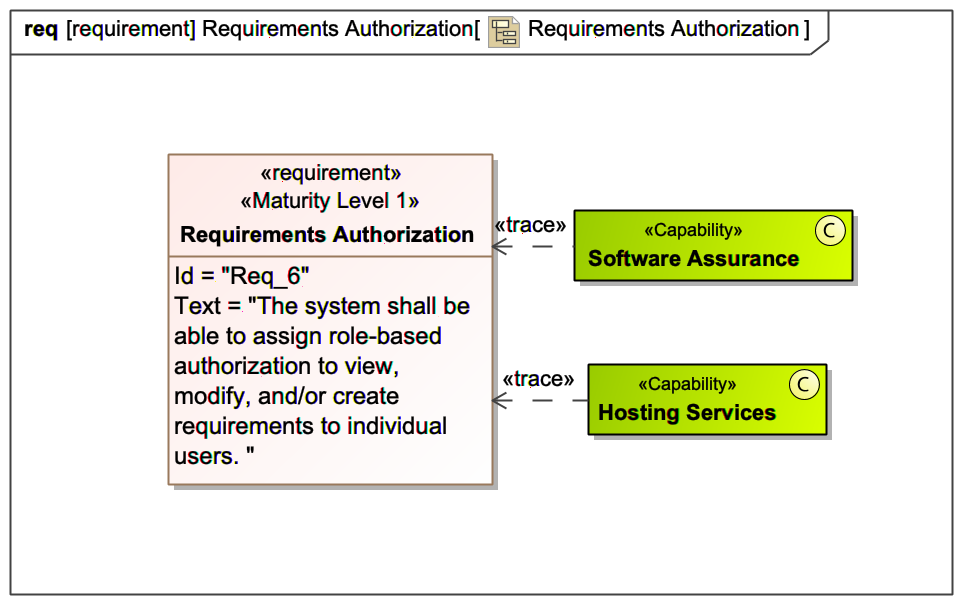 req [requirement] Requirements Authorization[ Requirements Authorization ]
«requirement»
«Maturity Level 1»
Requirements Authorization
Id = "Req_6"
Text = "The system shall be
able to assign role-based
authorization to view,
modify, and/or create
requirements to individual
users. "
«trace»
«Capability»
C
Software Assurance
«trace»
«Capability»
C
Hosting Services